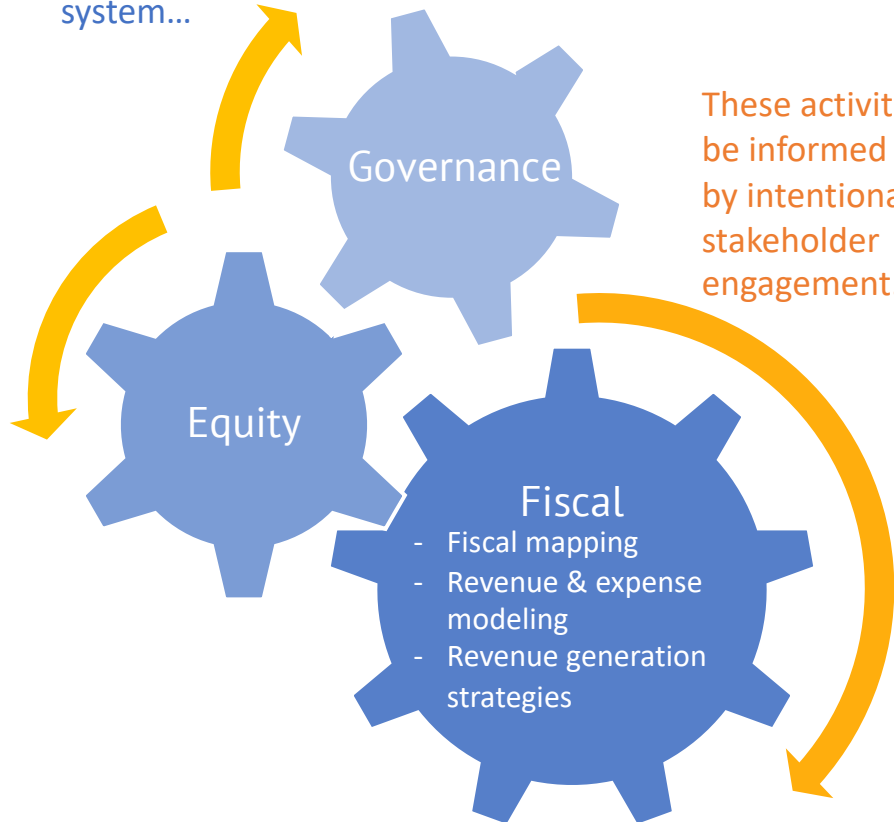 system…
Governance
These activit
be informed
by intentiona
stakeholder
engagement
Equity
Fiscal
- Fiscal mapping
- Revenue & expense
modeling
- Revenue generation
strategies